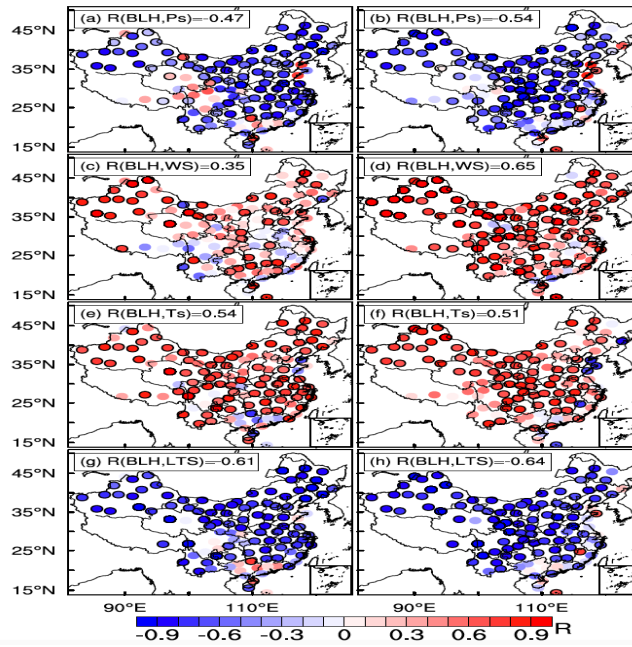 (a) R(BLH,Ps)=-0.47
(b) R(BLH,Ps)=-0.54
45°N
35°N
25°N
15°N
(c) R(BLH,WS)=0.35
(d) R(BLH,WS)=0.65
45°N
35°N
25°N
15°N
(e) R(BLH,Ts)=0.54
(f) R(BLH,Ts)=0.51
45°N
35°N
25°N
15°N
(g) R(BLH,LTS)=-0.61
(h) R(BLH,LTS)=-0.64
45°N
35°N
25°N
15°N
90°E 110°E 90°E 110°E
-0.9 -0.6 -0.3 0 0.3 0.6 0.9 R